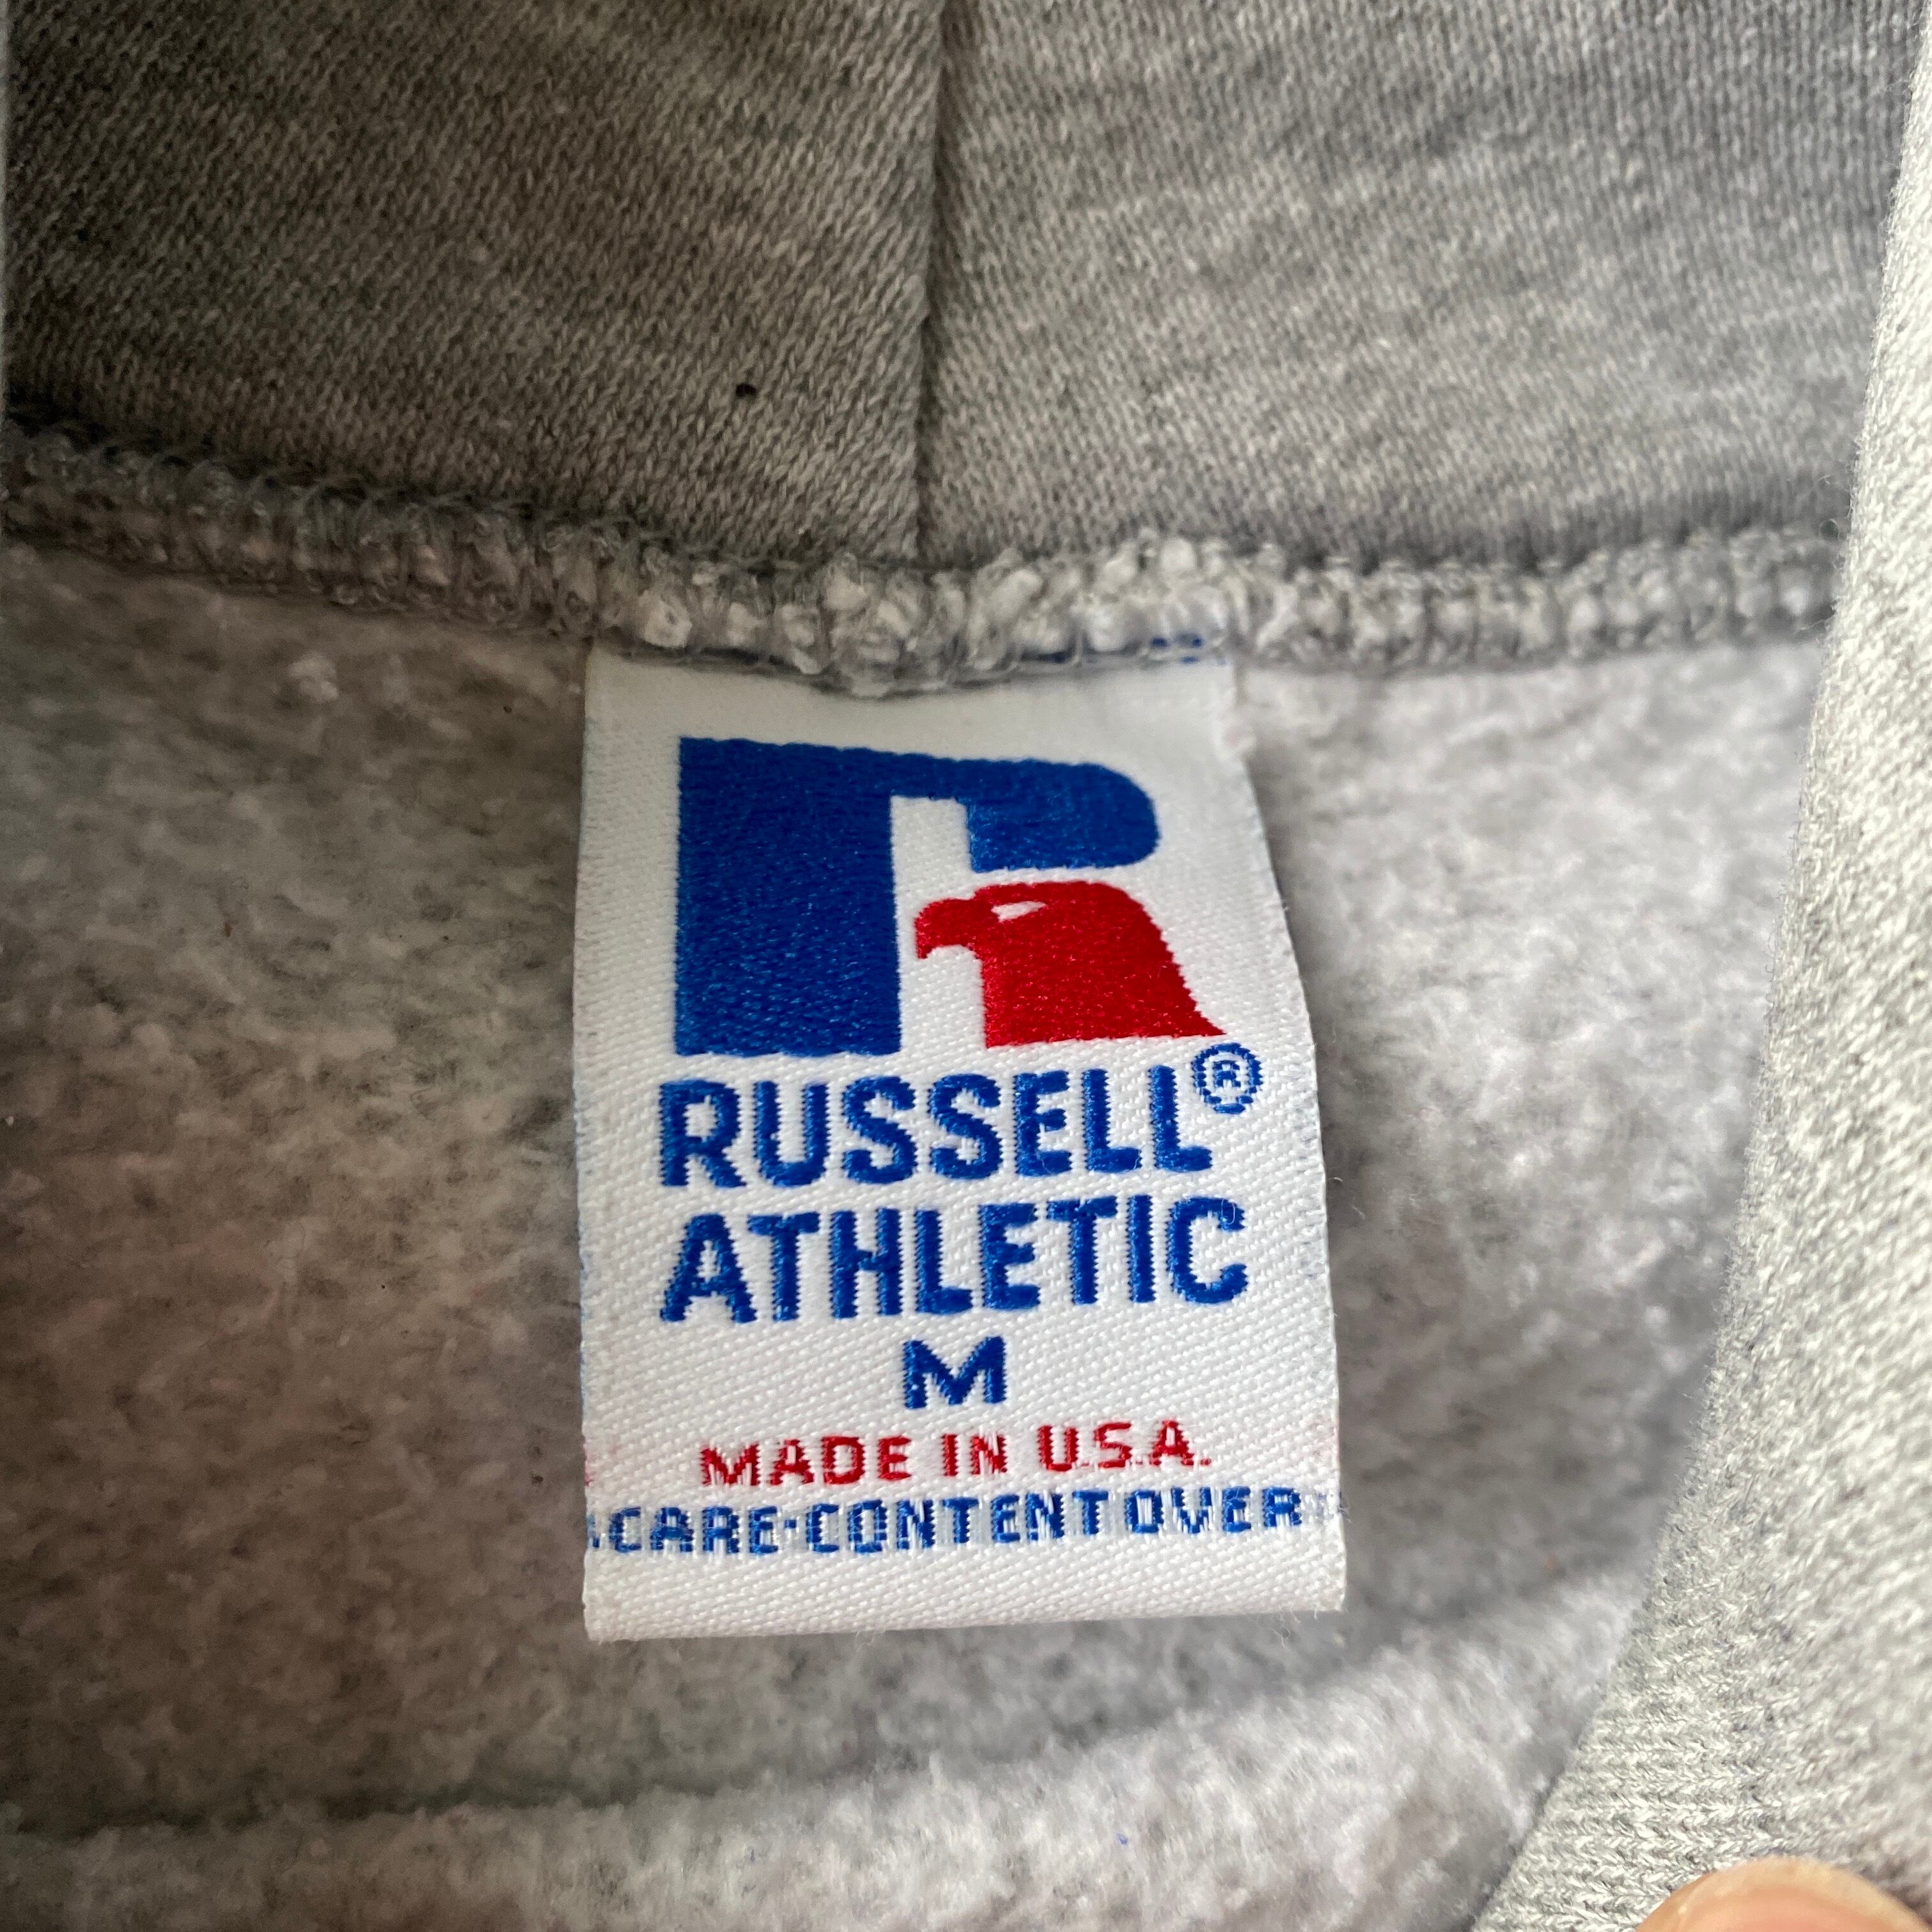 RUSSELL®
ATHLETIC
M
MADE IN U.S.A.
CARE·CONTENT OVER